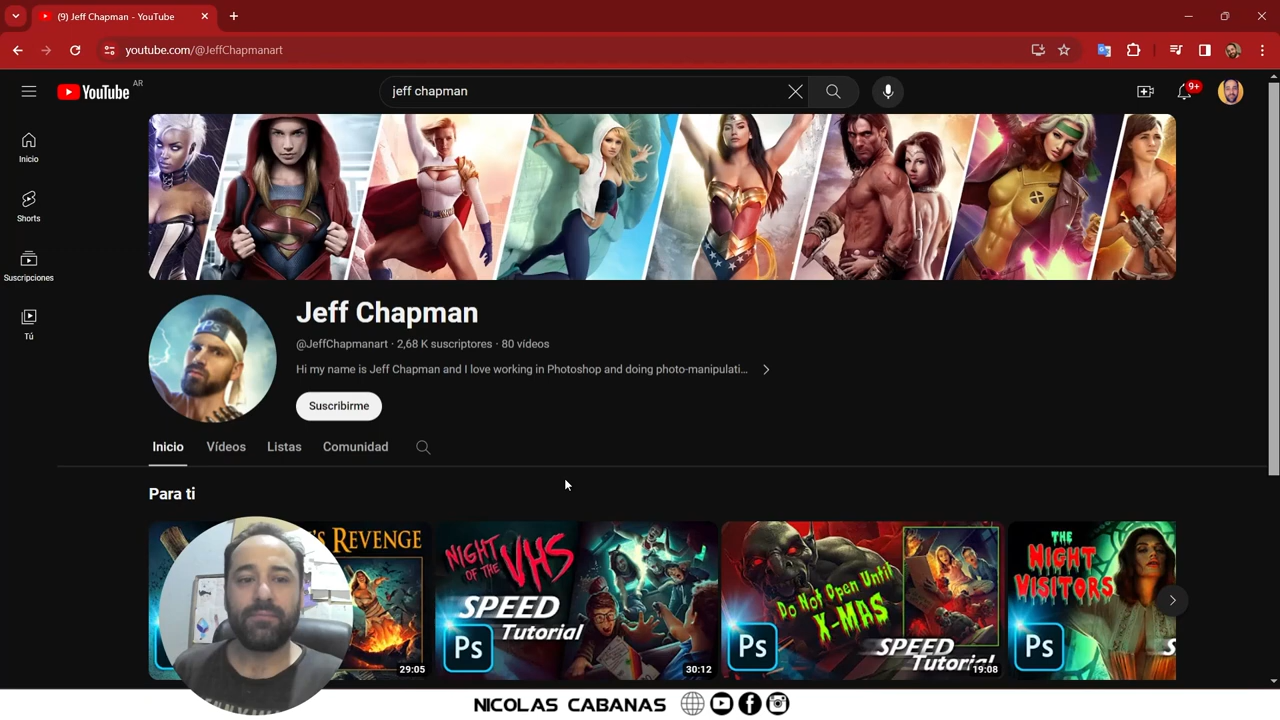 (9) Jeff Chapman - YouTube
youtube.com/@JeffChapmanart
YouTube AR
jeff chapman
9+
Inicio
Shorts
Suscripciones
Tú
Jeff Chapman
@JeffChapmanart · 2,68 K suscriptores · 80 vídeos
Hi my name is Jeff Chapman and I love working in Photoshop and doing photo-manipulati…
Suscribirme
Inicio Vídeos Listas Comunidad
Para ti
REVENGE
29:05
NIGHT
OF THE VHS
SPEED
Tutorial
Ps
30:12
Do Not Open Until
X-MAS
SPEED
Tutorial
Ps
19:08
THE
NIGHT
VISITORS
Ps
NICOLAS CABANAS